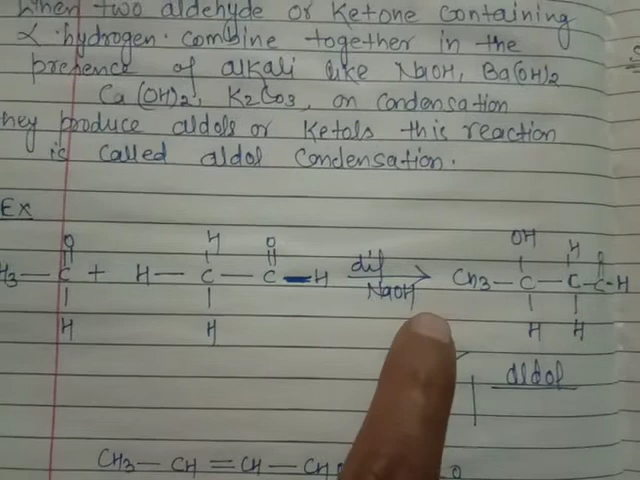 When two aldehyde or Ketone containing
α hydrogen combine together in the
presence of alkali like NaOH, Ba(OH)2
Ca(OH)2, K2CO3, on condensation
they produce aldols or Ketols this reaction
is called aldol condensation.
Ex
O H O OH H O
H3— C + H — C — C — H dil NaOH CH3 — C — C — C - H
H H H H
aldol
CH3 — CH = CH — CH O